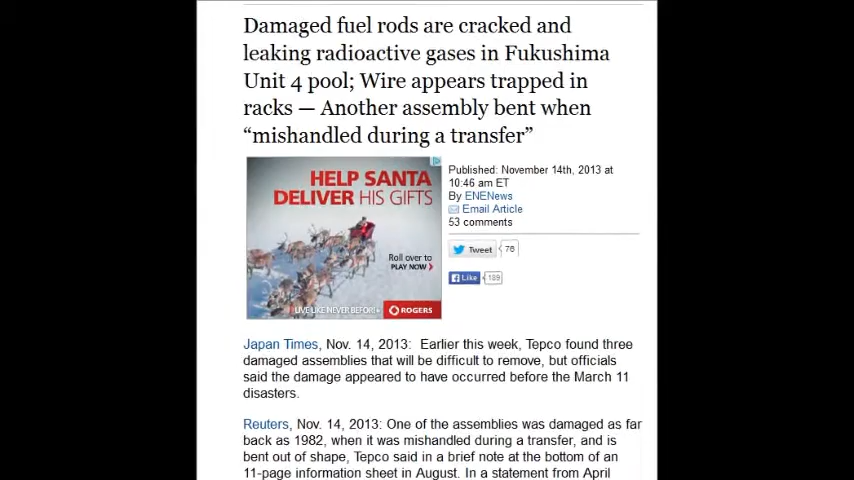 Damaged fuel rods are cracked and
leaking radioactive gases in Fukushima
Unit 4 pool; Wire appears trapped in
racks — Another assembly bent when
“mishandled during a transfer”
HELP SANTA
DELIVER HIS GIFTS
Roll over to
PLAY NOW
LIVE LIKE NEVER BEFORE
ROGERS
Published: November 14th, 2013 at
10:46 am ET
By ENENews
Email Article
53 comments
Tweet 76
Like 189
Japan Times, Nov. 14, 2013: Earlier this week, Tepco found three
damaged assemblies that will be difficult to remove, but officials
said the damage appeared to have occurred before the March 11
disasters.
Reuters, Nov. 14, 2013: One of the assemblies was damaged as far
back as 1982, when it was mishandled during a transfer, and is
bent out of shape, Tepco said in a brief note at the bottom of an
11-page information sheet in August. In a statement from April